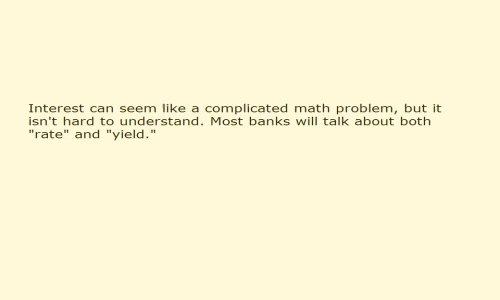 Interest can seem like a complicated math problem, but it
isn't hard to understand. Most banks will talk about both
"rate" and "yield."